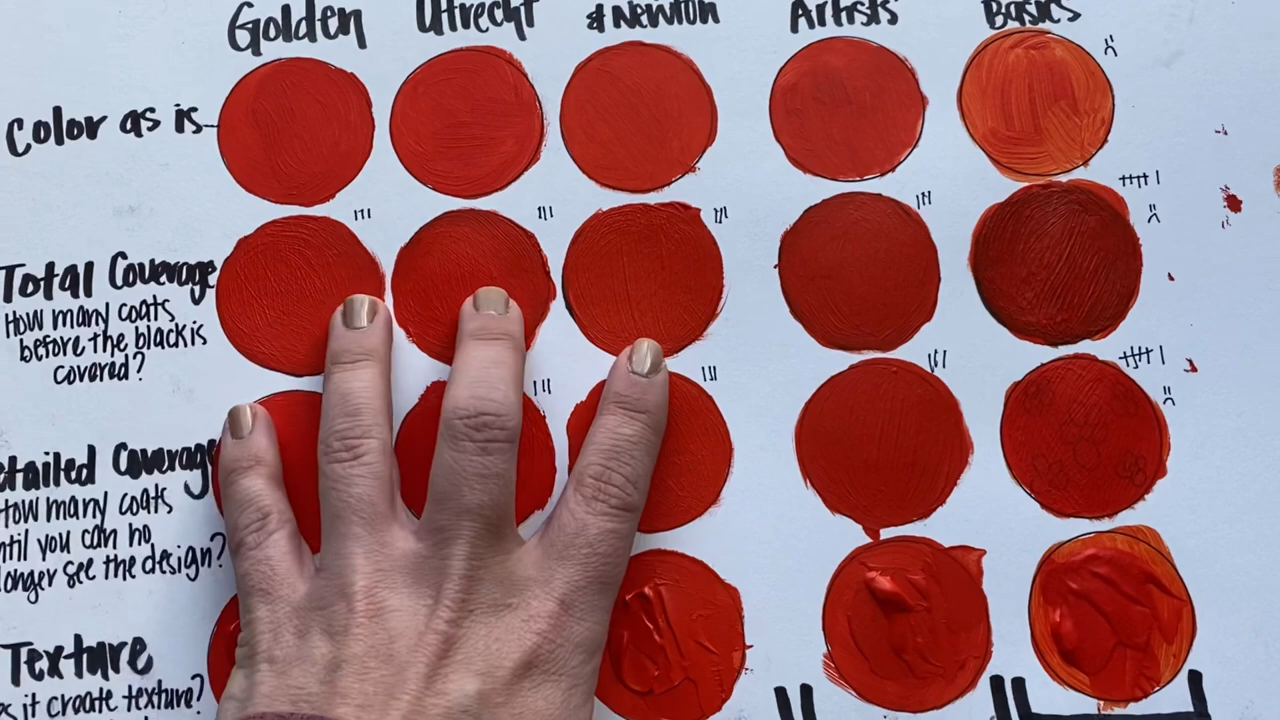 Golden Utrecht & Newton Artists' Basics
Color as is
Total Coverage
How many coats
before the black is
covered?
etailed Coverage
How many coats
ntil you can no
longer see the design?
Texture
es it create texture?